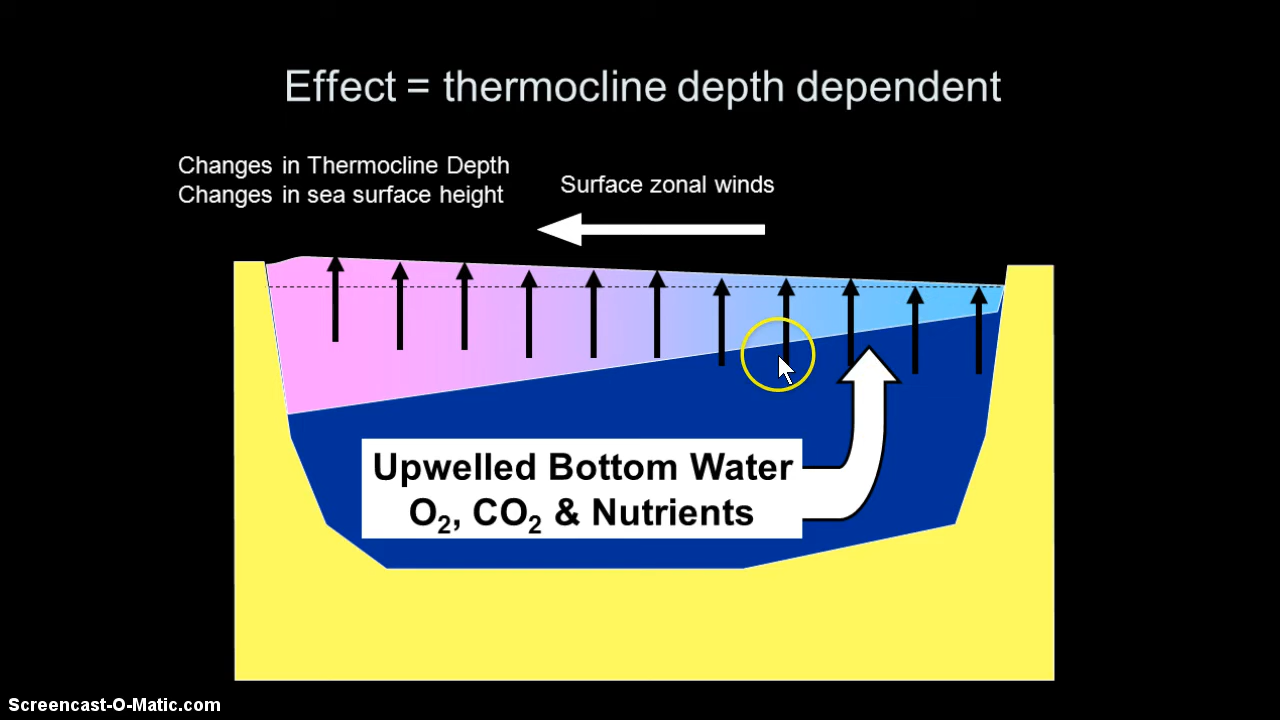 Effect = thermocline depth dependent
Changes in Thermocline Depth
Changes in sea surface height
Surface zonal winds
Upwelled Bottom Water
O₂, CO₂ & Nutrients
Screencast-O-Matic.com